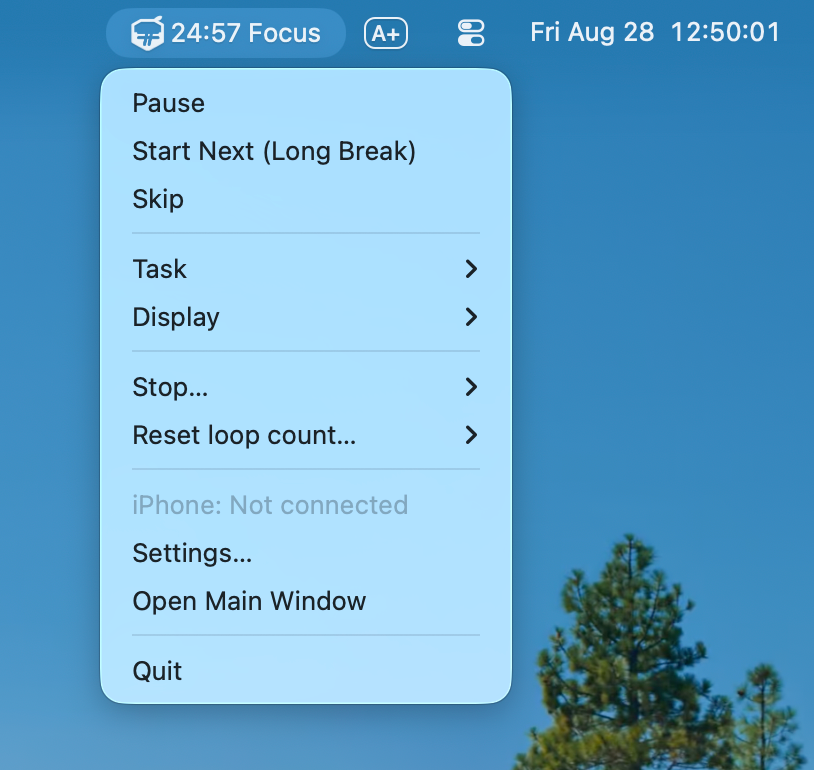 24:57 Focus A+ Fri Aug 28 12:50:01
Pause
Start Next (Long Break)
Skip
Task
Display
Stop...
Reset loop count...
iPhone: Not connected
Settings...
Open Main Window
Quit